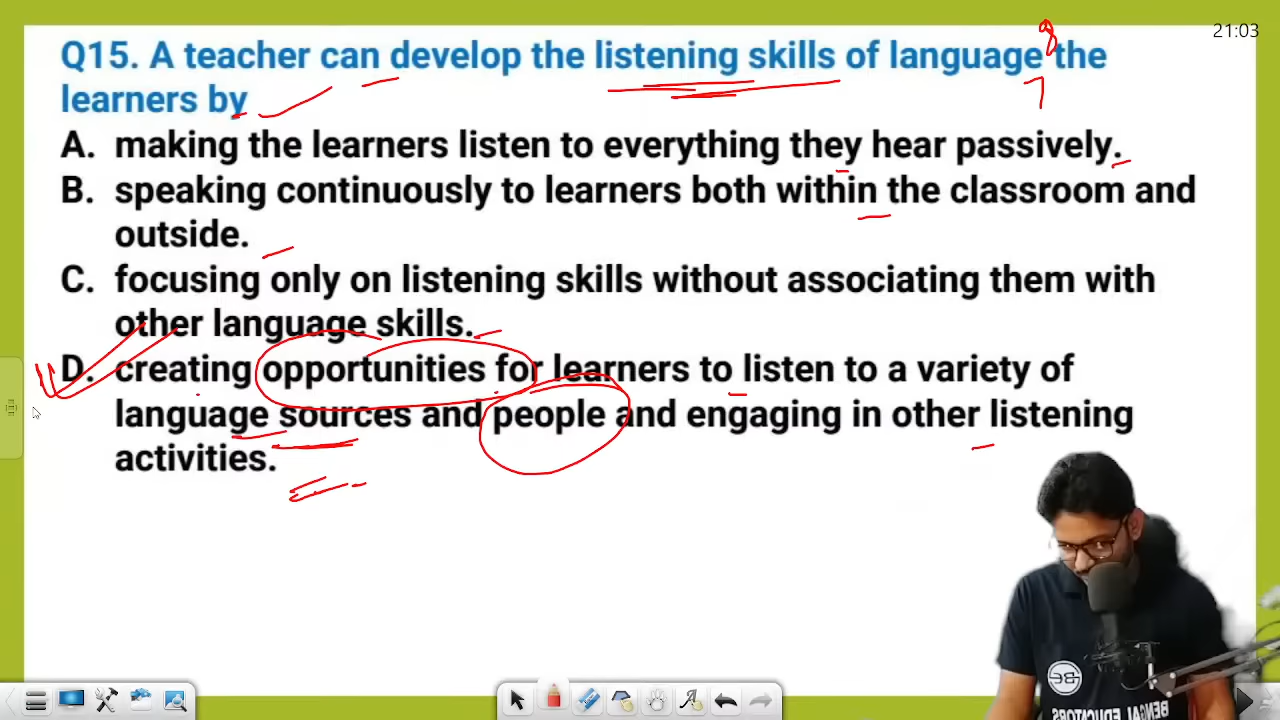 21:03
Q15. A teacher can develop the listening skills of language the
learners by
A. making the learners listen to everything they hear passively.
B. speaking continuously to learners both within the classroom and
outside.
C. focusing only on listening skills without associating them with
other language skills.
D. creating opportunities for learners to listen to a variety of
language sources and people and engaging in other listening
activities.
BENGAL EDUCATORS